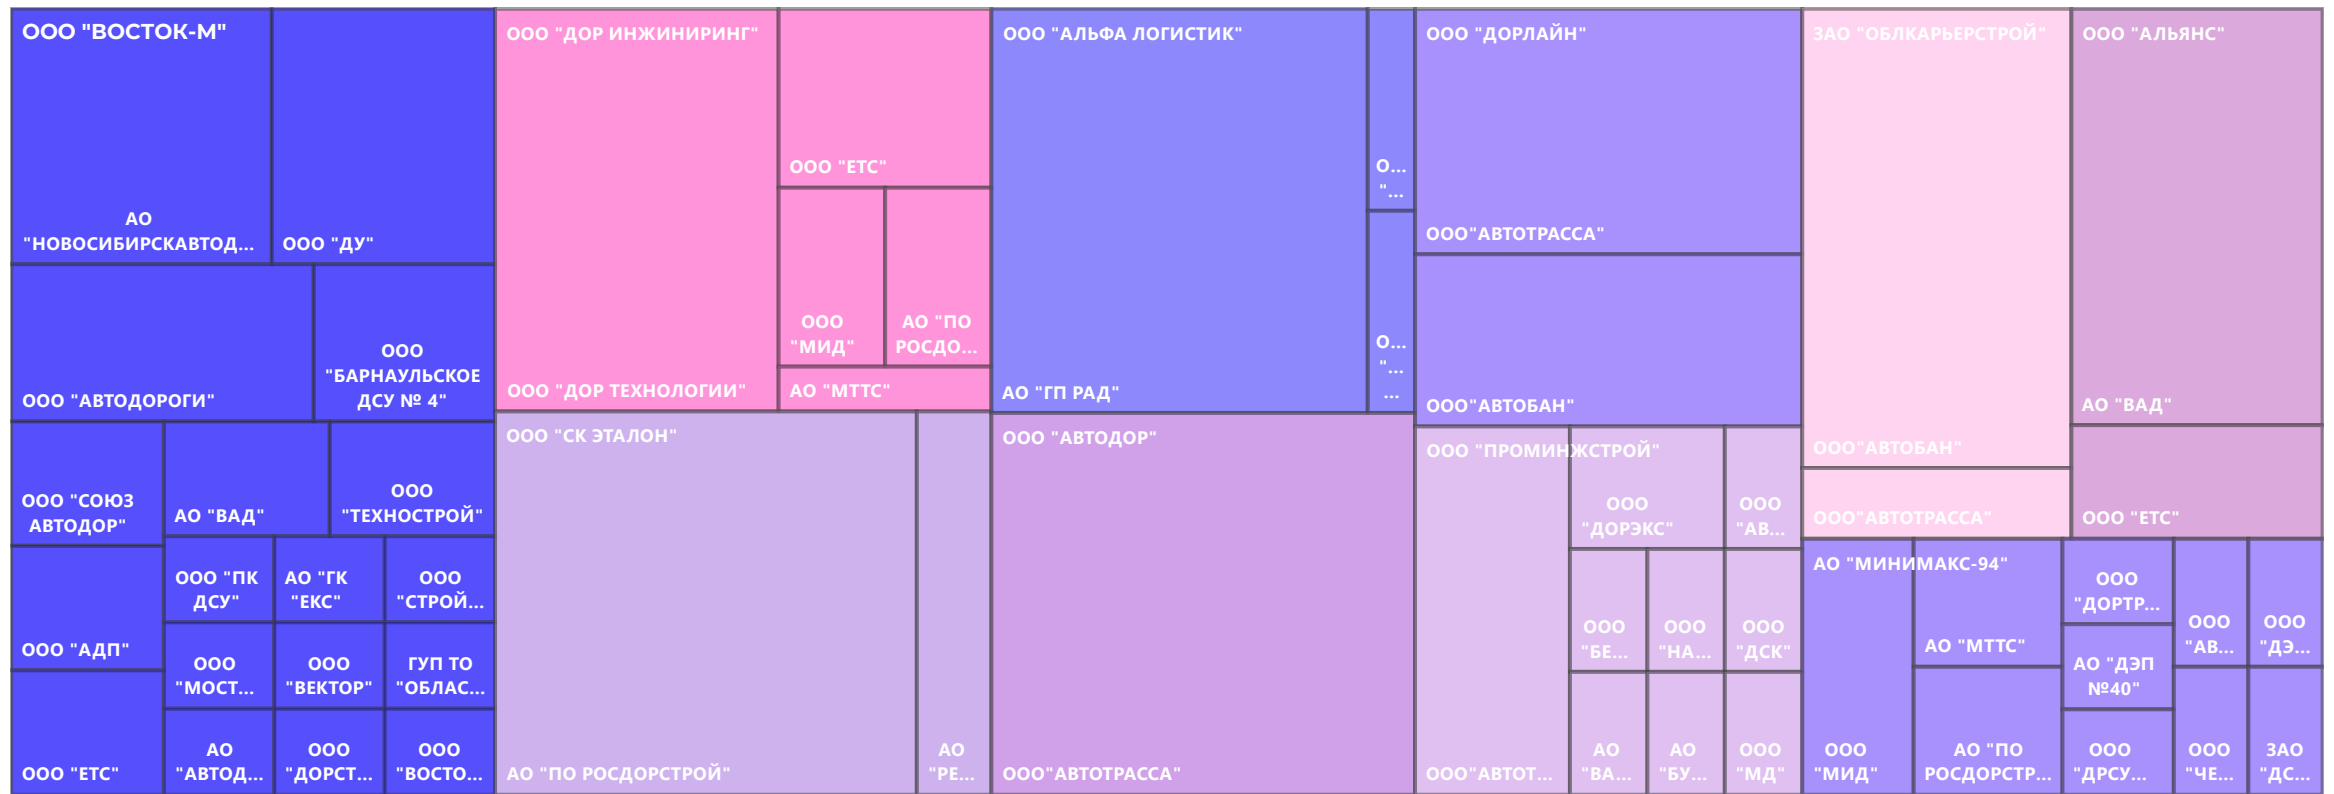 ООО "ВОСТОК-М"
АО
"НОВОСИБИРСКАВТОД...
ООО "ДУ"
ООО "АВТОДОРОГИ"
ООО
"БАРНАУЛЬСКОЕ
ДСУ № 4"
ООО "СОЮЗ
АВТОДОР"
АО "ВАД"
ООО
"ТЕХНОСТРОЙ"
ООО "АДП"
ООО "ЕТС"
ООО "ПК
ДСУ"
АО "ГК
"ЕКС"
ООО
"СТРОЙ...
ООО
"МОСТ...
ООО
"ВЕКТОР"
ГУП ТО
"ОБЛАС...
АО
"АВТОД...
ООО
"ДОРСТ...
ООО
"ВОСТО...
ООО "ДОР ИНЖИНИРИНГ"
ООО "ДОР ТЕХНОЛОГИИ"
ООО "ЕТС"
ООО
"МИД"
АО "ПО
РОСДО...
АО "МТТС"
ООО "СК ЭТАЛОН"
АО "ПО РОСДОРСТРОЙ"
АО
"РЕ...
ООО "АЛЬФА ЛОГИСТИК"
АО "ГП РАД"
О...
"...
О...
"...
...
ООО "АВТОДОР"
ООО"АВТОТРАССА"
ООО "ДОРЛАЙН"
ООО"АВТОТРАССА"
ООО"АВТОБАН"
ООО "ПРОМИНЖСТРОЙ"
ООО"АВТОТ...
ООО
"ДОРЭКС"
ООО
"АВ...
ООО
"БЕ...
ООО
"НА...
ООО
"ДСК"
АО
"ВА...
АО
"БУ...
ООО
"МД"
ЗАО "ОБЛКАРЬЕРСТРОЙ"
ООО"АВТОБАН"
ООО"АВТОТРАССА"
ООО "АЛЬЯНС"
АО "ВАД"
ООО "ЕТС"
АО "МИНИМАКС-94"
ООО
"МИД"
АО "МТТС"
АО "ПО
РОСДОРСТР...
ООО
"ДОРТР...
АО "ДЭП
№40"
ООО
"ДРСУ...
ООО
"АВ...
ООО
"ДЭ...
ООО
"ЧЕ...
ЗАО
"ДС...